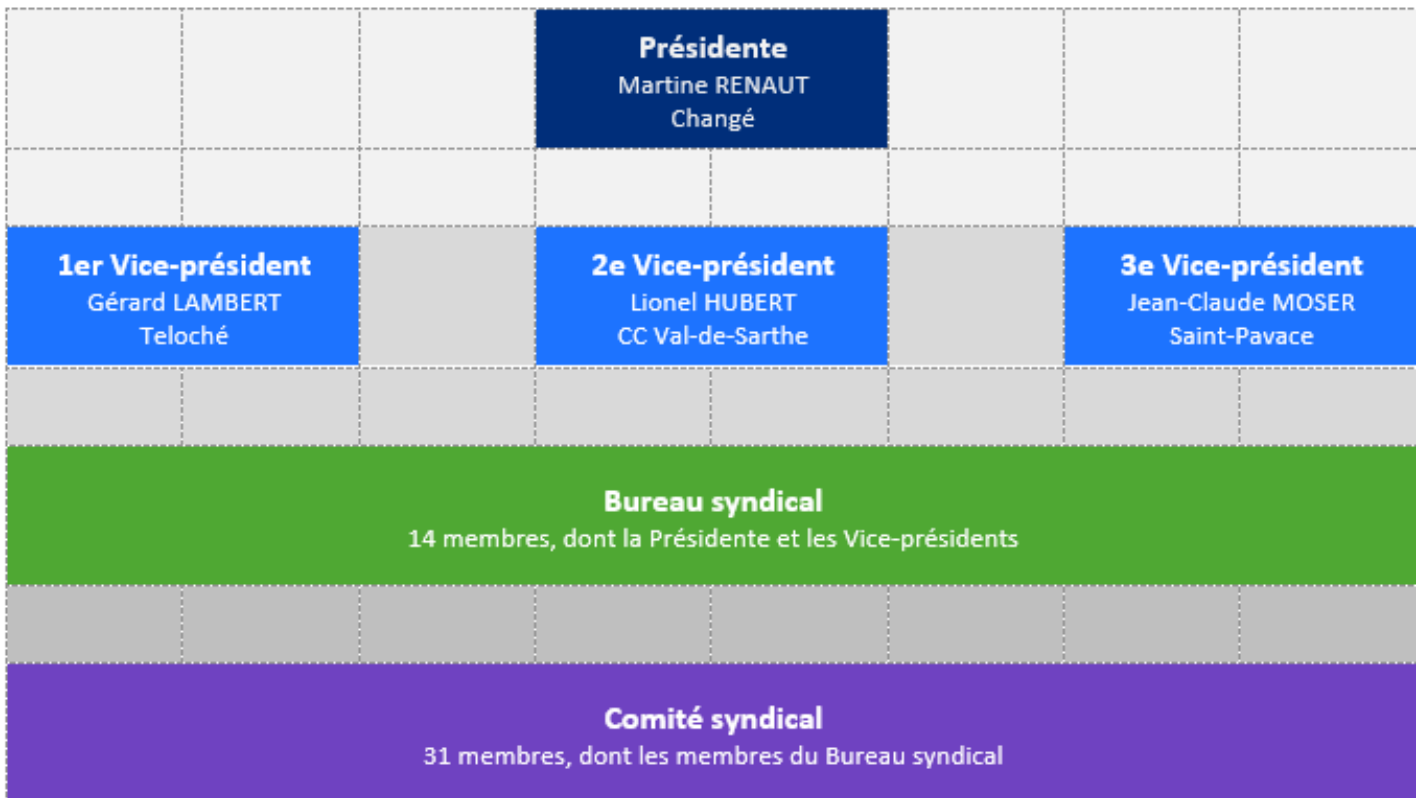 Présidente
Martine RENAUT
Changé
1er Vice-président
Gérard LAMBERT
Teloché
2e Vice-président
Lionel HUBERT
CC Val-de-Sarthe
3e Vice-président
Jean-Claude MOSER
Saint-Pavace
Bureau syndical
14 membres, dont la Présidente et les Vice-présidents
Comité syndical
31 membres, dont les membres du Bureau syndical